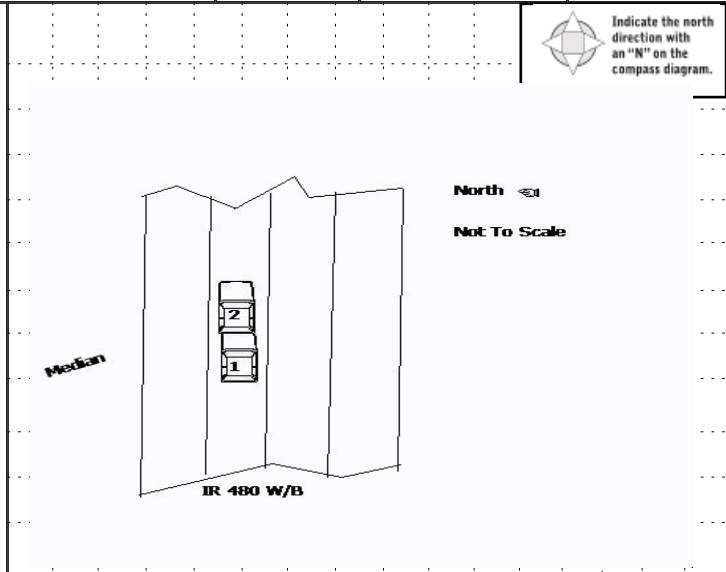 Indicate the north
direction with
an “N” on the
compass diagram.
North
Not To Scale
2
1
Median
IR 480 W/B